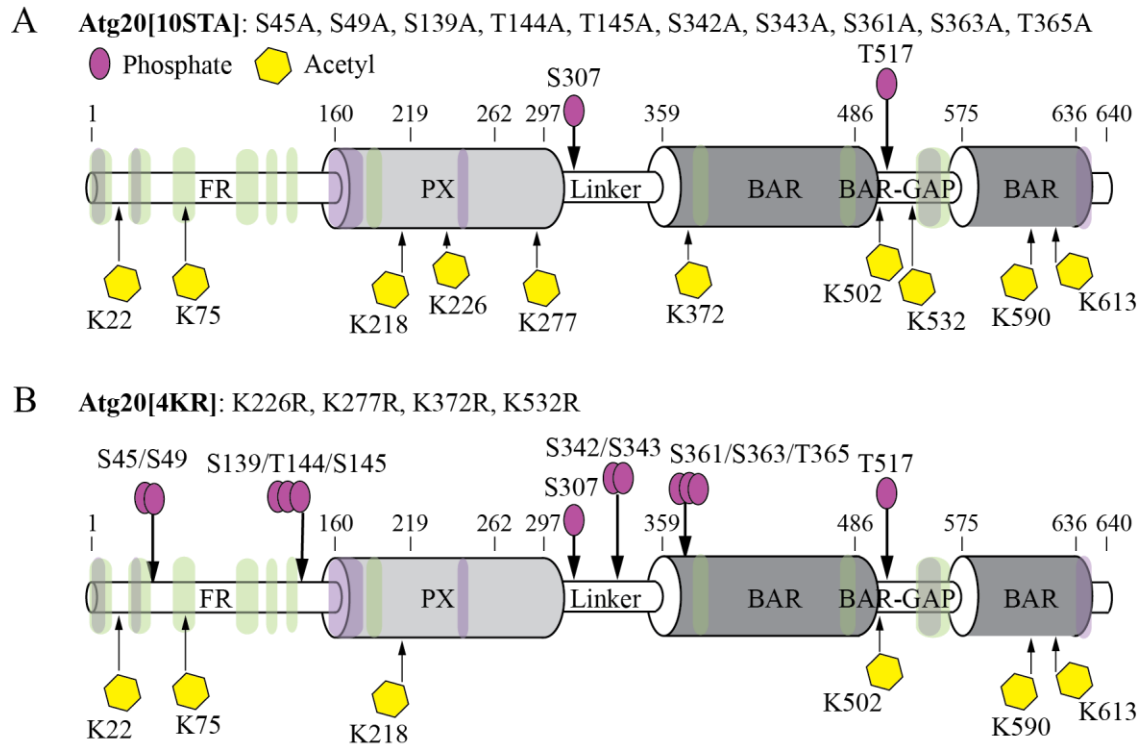 A Atg20[10STA]: S45A, S49A, S139A, T144A, T145A, S342A, S343A, S361A, S363A, T365A
Phosphate Acetyl
S307 T517
1 160 219 262 297 359 486 575 636 640
FR PX Linker BAR BAR-GAP BAR
K22 K75 K218 K226 K277 K372 K502 K532 K590 K613
B Atg20[4KR]: K226R, K277R, K372R, K532R
S45/S49 S139/T144/S145 S307 S342/S343 S361/S363/T365 T517
1 160 219 262 297 359 486 575 636 640
FR PX Linker BAR BAR-GAP BAR
K22 K75 K218 K502 K590 K613